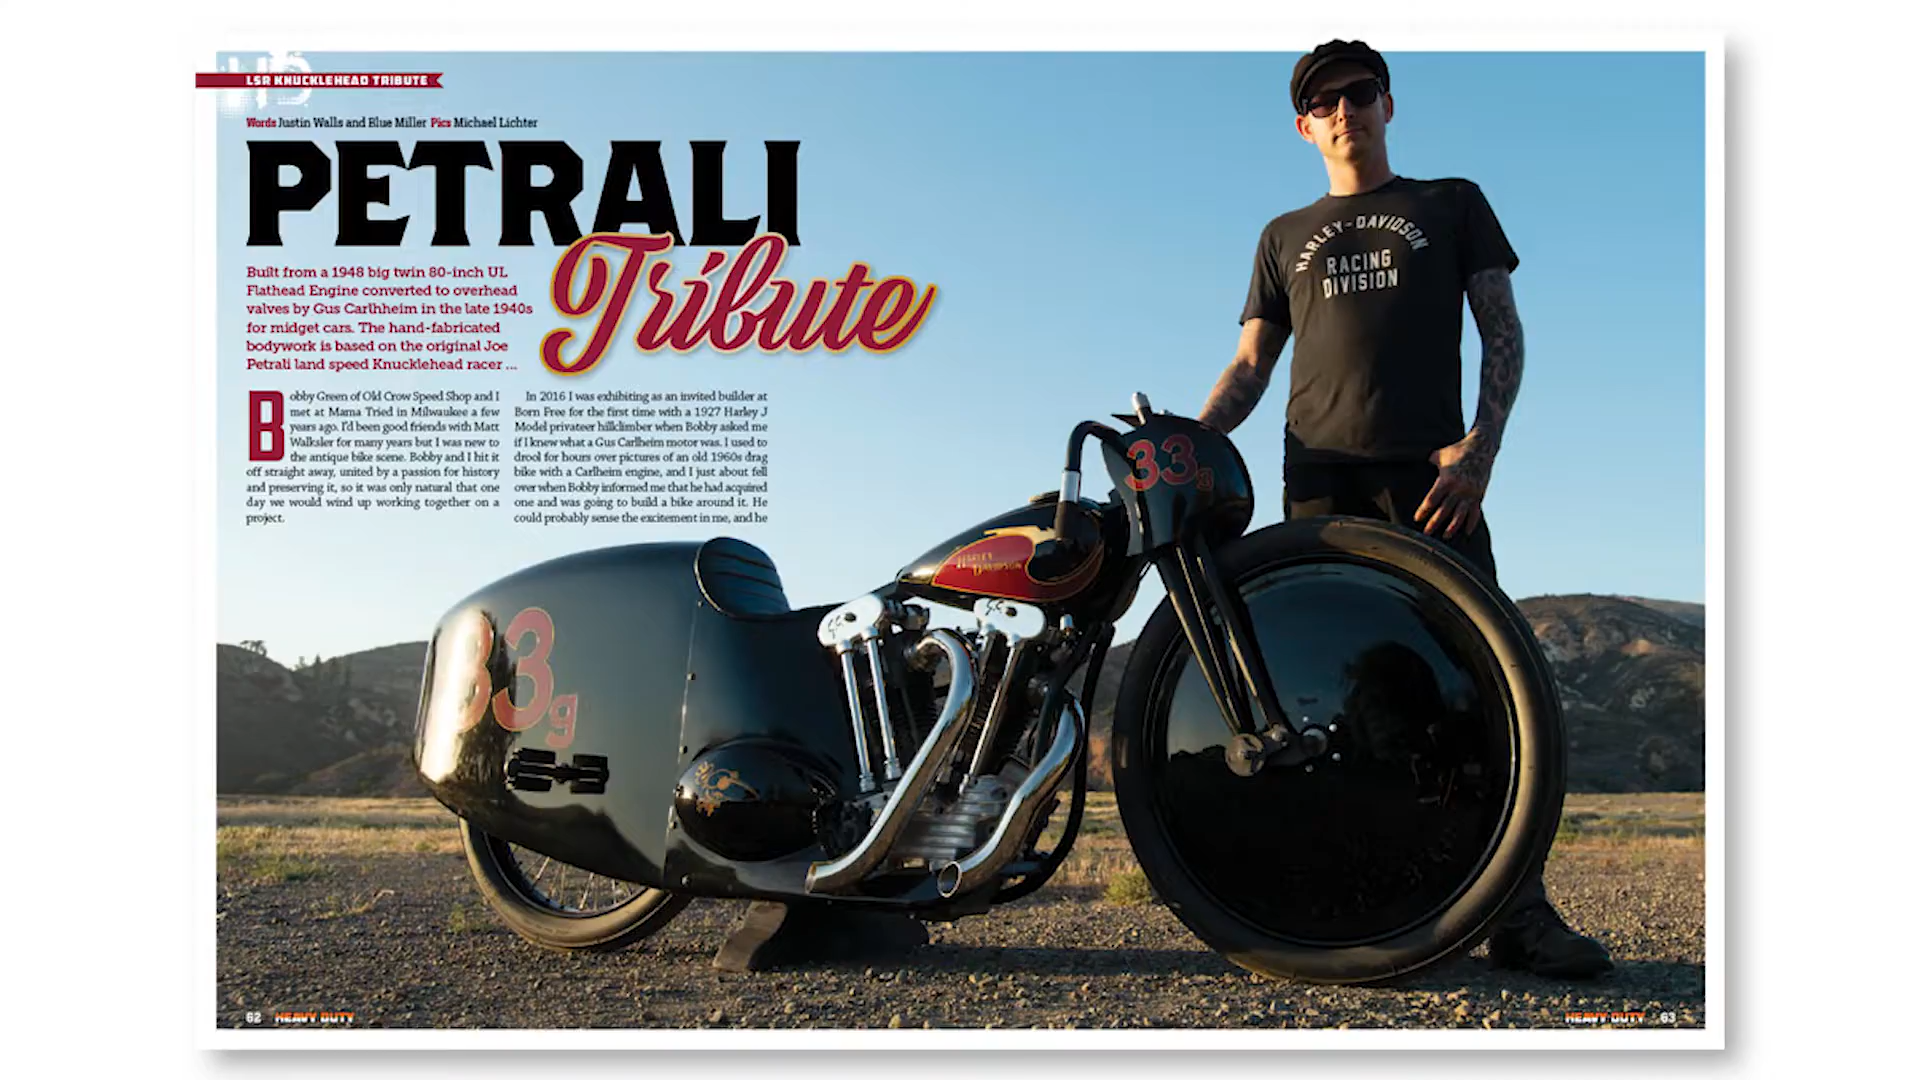 HD
LSR KNUCKLEHEAD TRIBUTE
Words Justin Walls and Blue Miller Pics Michael Lichter
PETRALI
Tribute
Built from a 1948 big twin 80-inch UL
Flathead Engine converted to overhead
valves by Gus Carlhheim in the late 1940s
for midget cars. The hand-fabricated
bodywork is based on the original Joe
Petrali land speed Knucklehead racer ...
Bobby Green of Old Crow Speed Shop and I
met at Mama Tried in Milwaukee a few
years ago. I'd been good friends with Matt
Walksler for many years but I was new to
the antique bike scene. Bobby and I hit it
off straight away, united by a passion for history
and preserving it, so it was only natural that one
day we would wind up working together on a
project.
In 2016 I was exhibiting as an invited builder at
Born Free for the first time with a 1927 Harley J
Model privateer hillclimber when Bobby asked me
if I knew what a Gus Carlheim motor was. I used to
drool for hours over pictures of an old 1960s drag
bike with a Carlheim engine, and I just about fell
over when Bobby informed me that he had acquired
one and was going to build a bike around it. He
could probably sense the excitement in me, and he
HARLEY-DAVIDSON
RACING
DIVISION
33g
HARLEY
DAVIDSON
33g
62 HEAVY DUTY
HEAVY DUTY 63